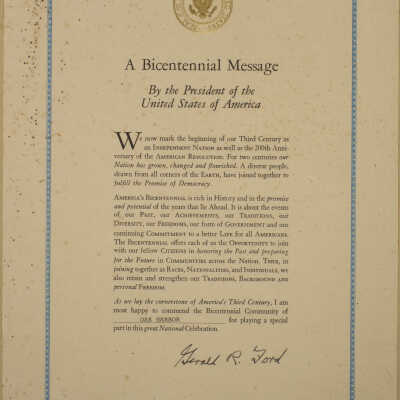 A Bicentennial Message
By the President of the
United States of America
We now mark the beginning of our Third Century as
an Independent Nation as well as the 200th Anni-
versary of the American Revolution. For two centuries our
Nation has grown, changed and flourished. A diverse people,
drawn from all corners of the Earth, have joined together to
fulfill the Promise of Democracy.
America's Bicentennial is rich in History and in the promise
and potential of the years that lie Ahead. It is about the events
of our Past, our Achievements, our Traditions, our
Diversity, our Freedoms, our form of Government and our
continuing Commitment to a better Life for all Americans.
The Bicentennial offers each of us the Opportunity to join
with our fellow Citizens in honoring the Past and preparing
for the Future in Communities across the Nation. Thus, in
joining together as Races, Nationalities, and Individuals, we
also retain and strengthen our Traditions, Background and
personal Freedom.
As we lay the cornerstone of America's Third Century, I am
most happy to commend the Bicentennial Community of
OAK HARBOR for playing a special
part in this great National Celebration.
Gerald R. Ford